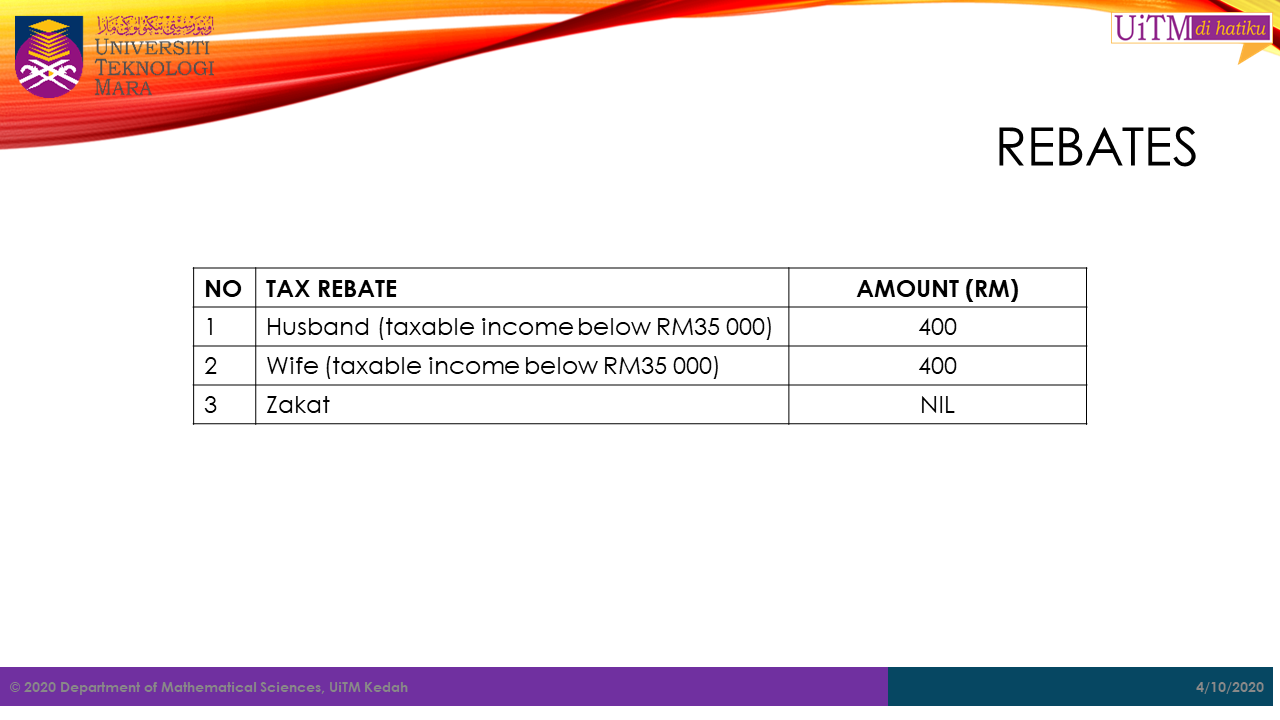 اونيۏرسيتي تيكنولوݢي مارا
UNIVERSITI
TEKNOLOGI
MARA
UiTM di hatiku
REBATES
NO TAX REBATE AMOUNT (RM)
1 Husband (taxable income below RM35 000) 400
2 Wife (taxable income below RM35 000) 400
3 Zakat NIL
© 2020 Department of Mathematical Sciences, UiTM Kedah 4/10/2020